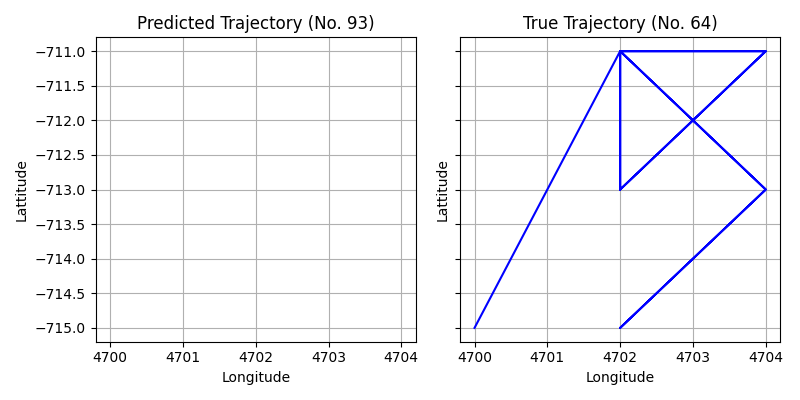 Predicted Trajectory (No. 93)
−711.0
−711.5
−712.0
−712.5
−713.0
−713.5
−714.0
−714.5
−715.0
Lattitude
4700 4701 4702 4703 4704
Longitude
True Trajectory (No. 64)
Lattitude
4700 4701 4702 4703 4704
Longitude